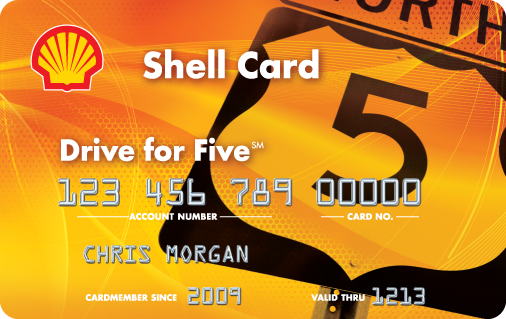 NORTH
5
Shell Card
Drive for Five℠
123 456 789 00000
ACCOUNT NUMBER CARD NO.
CHRIS MORGAN
CARDMEMBER SINCE 2009 VALID THRU 1213